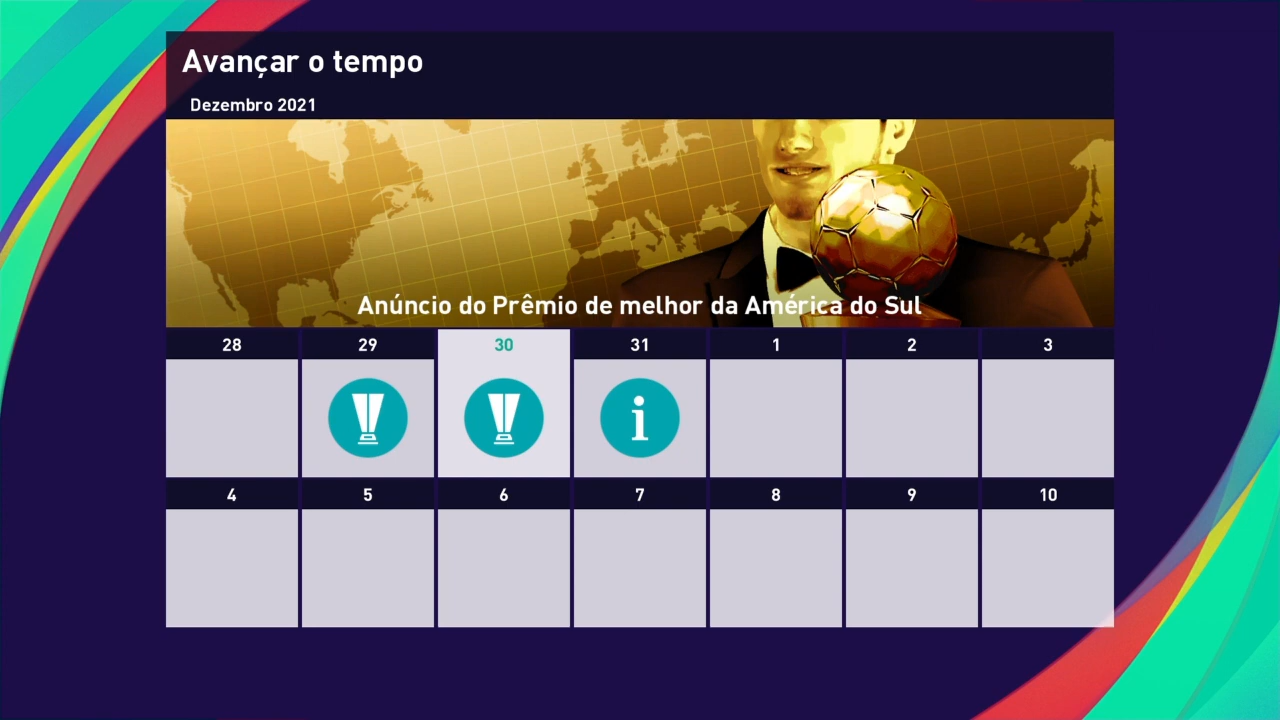 Avançar o tempo
Dezembro 2021
Anúncio do Prêmio de melhor da América do Sul
28 29 30 31 1 2 3
4 5 6 7 8 9 10